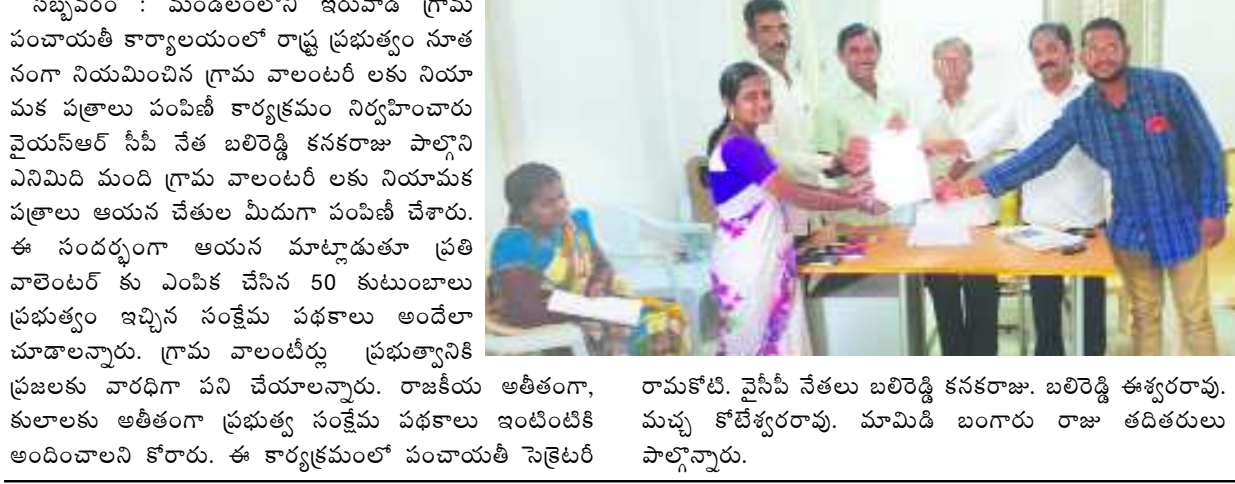 సబ్బవరం : మండలంలోని ఇరువాడ గ్రామ
పంచాయతీ కార్యాలయంలో రాష్ట్ర ప్రభుత్వం నూత
నంగా నియమించిన గ్రామ వాలంటరీ లకు నియా
మక పత్రాలు పంపిణీ కార్యక్రమం నిర్వహించారు
వైయస్ఆర్ సీపీ నేత బలిరెడ్డి కనకరాజు పాల్గొని
ఎనిమిది మంది గ్రామ వాలంటరీ లకు నియామక
పత్రాలు ఆయన చేతుల మీదుగా పంపిణీ చేశారు.
ఈ సందర్భంగా ఆయన మాట్లాడుతూ ప్రతి
వాలెంటర్ కు ఎంపిక చేసిన 50 కుటుంబాలు
ప్రభుత్వం ఇచ్చిన సంక్షేమ పథకాలు అందేలా
చూడాలన్నారు. గ్రామ వాలంటీర్లు ప్రభుత్వానికి
ప్రజలకు వారధిగా పని చేయాలన్నారు. రాజకీయ అతీతంగా,
కులాలకు అతీతంగా ప్రభుత్వ సంక్షేమ పథకాలు ఇంటింటికి
అందించాలని కోరారు. ఈ కార్యక్రమంలో పంచాయతీ సెక్రెటరీ
రామకోటి. వైసీపీ నేతలు బలిరెడ్డి కనకరాజు. బలిరెడ్డి ఈశ్వరరావు.
మచ్చ కోటేశ్వరరావు. మామిడి బంగారు రాజు తదితరులు
పాల్గొన్నారు.